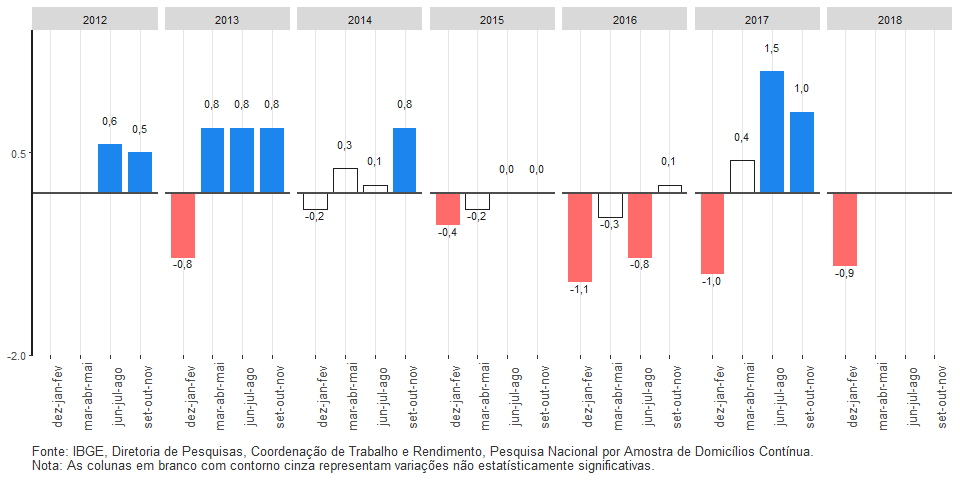 2012 2013 2014 2015 2016 2017 2018
0,6 0,5
-0,8 0,8 0,8 0,8
-0,2 0,3 0,1 0,8
-0,4 -0,2 0,0 0,0
-1,1 -0,3 -0,8 0,1
-1,0 0,4 1,5 1,0
-0,9
0.5
-2.0
dez-jan-fev mar-abr-mai jun-jul-ago set-out-nov
dez-jan-fev mar-abr-mai jun-jul-ago set-out-nov
dez-jan-fev mar-abr-mai jun-jul-ago set-out-nov
dez-jan-fev mar-abr-mai jun-jul-ago set-out-nov
dez-jan-fev mar-abr-mai jun-jul-ago set-out-nov
dez-jan-fev mar-abr-mai jun-jul-ago set-out-nov
dez-jan-fev mar-abr-mai jun-jul-ago set-out-nov
Fonte: IBGE, Diretoria de Pesquisas, Coordenação de Trabalho e Rendimento, Pesquisa Nacional por Amostra de Domicílios Contínua.
Nota: As colunas em branco com contorno cinza representam variações não estatísticamente significativas.